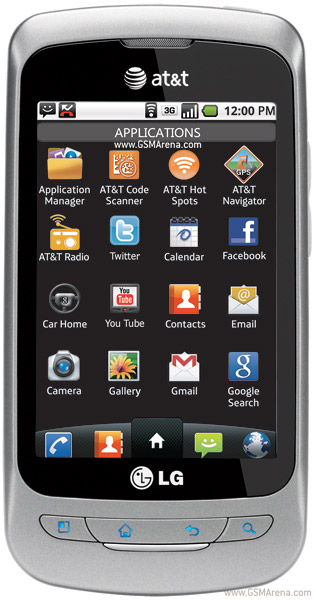 at&t
3G 12:00 PM
APPLICATIONS
www.GSMArena.com
Application Manager
AT&T Code Scanner
AT&T Hot Spots
GPS
AT&T Navigator
AT&T Radio
Twitter
Calendar
Facebook
You Tube
Car Home
You Tube
Contacts
Email
Camera
Gallery
Gmail
Google Search
LG
www.GSMArena.com